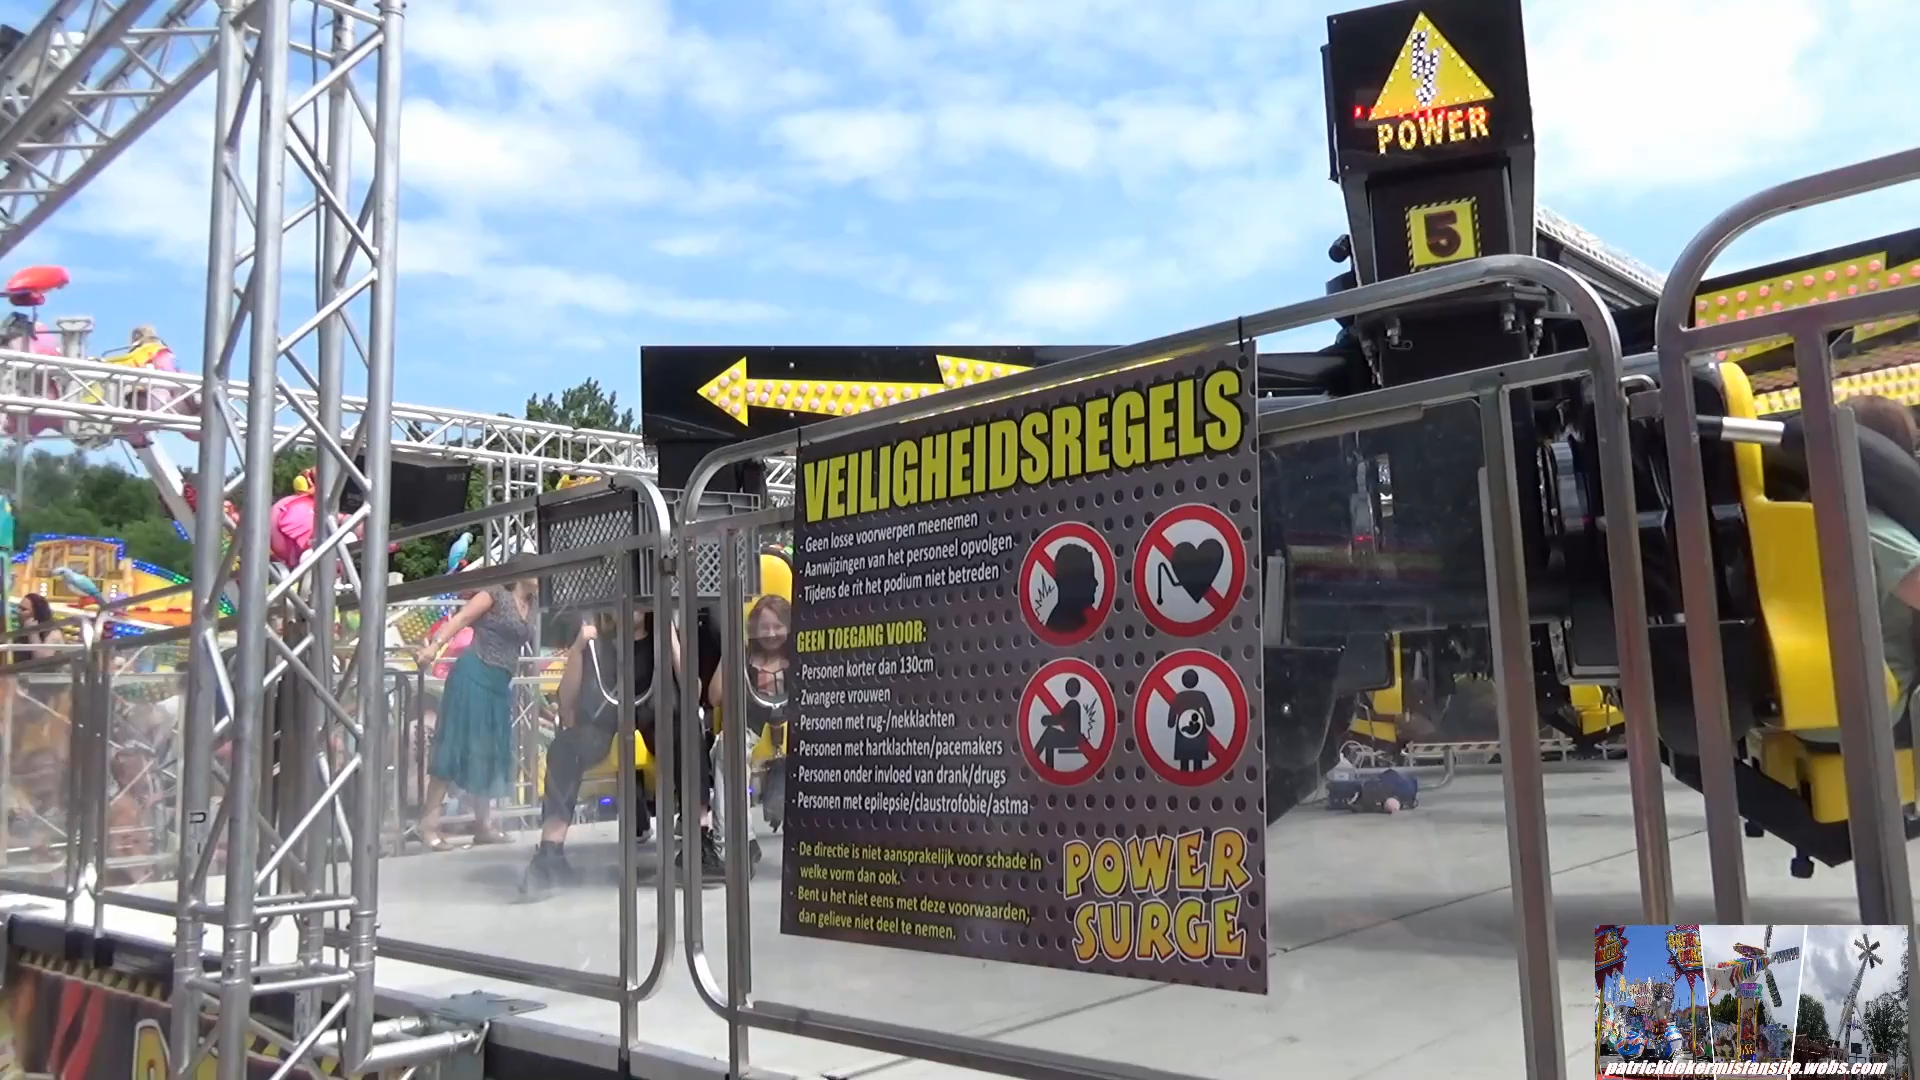 POWER
5
VEILIGHEIDSREGELS
- Geen losse voorwerpen meenemen
- Aanwijzingen van het personeel opvolgen
- Tijdens de rit het podium niet betreden
GEEN TOEGANG VOOR:
- Personen korter dan 130cm
- Zwangere vrouwen
- Personen met rug-/nekklachten
- Personen met hartklachten/pacemakers
- Personen onder invloed van drank/drugs
- Personen met epilepsie/claustrofobie/astma
- De directie is niet aansprakelijk voor schade in
welke vorm dan ook.
- Bent u het niet eens met deze voorwaarden,
dan gelieve niet deel te nemen.
POWER
SURGE
patrickdekermisfansite.webs.com